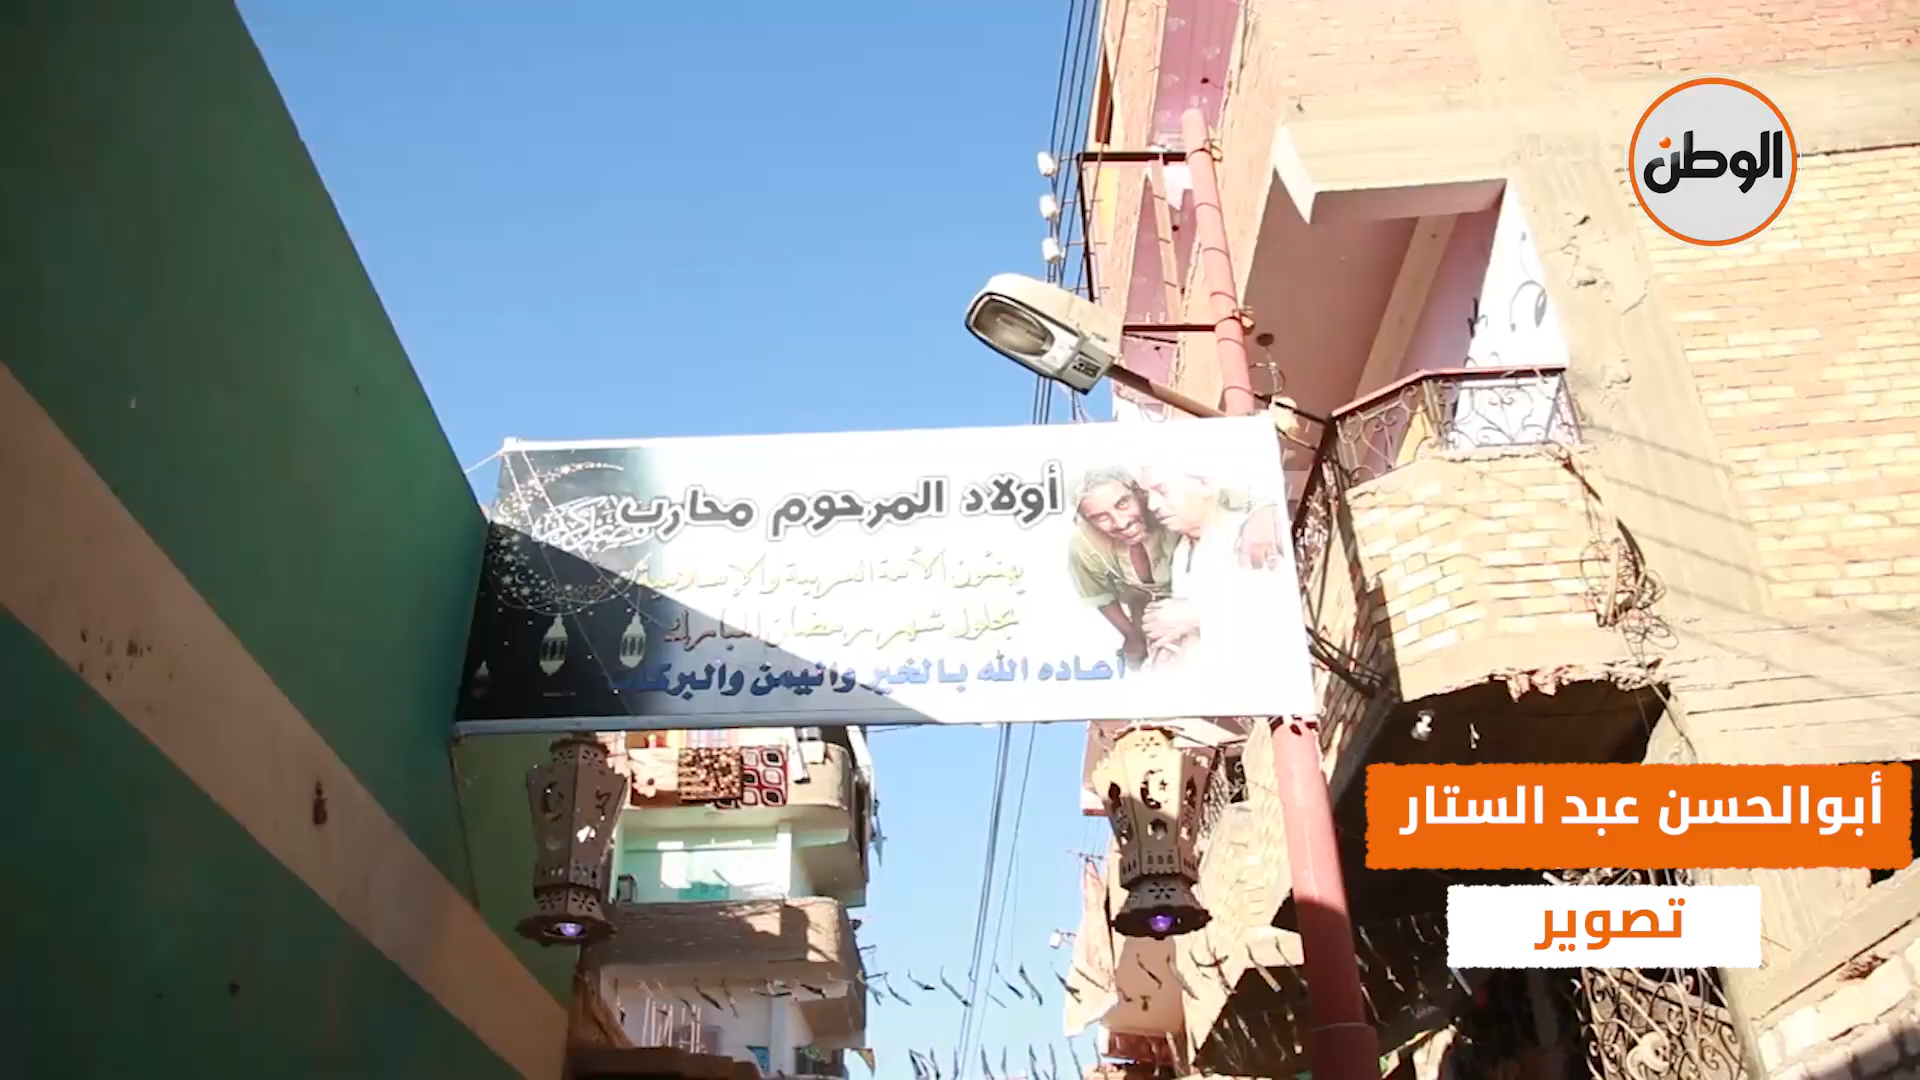 الوطن
أولاد المرحوم محارب
يهنئون الأمة العربية والإسلامية
بحلول شهر رمضان المبارك
أعاده الله بالخير واليمن والبركات
أبوالحسن عبد الستار
تصوير